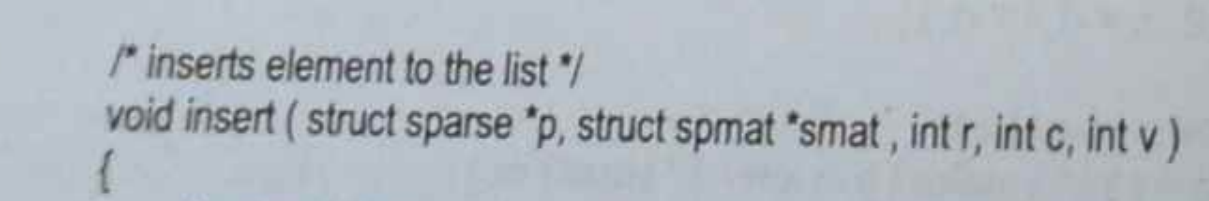 /* inserts element to the list */
void insert ( struct sparse *p, struct spmat *smat , int r, int c, int v )
{